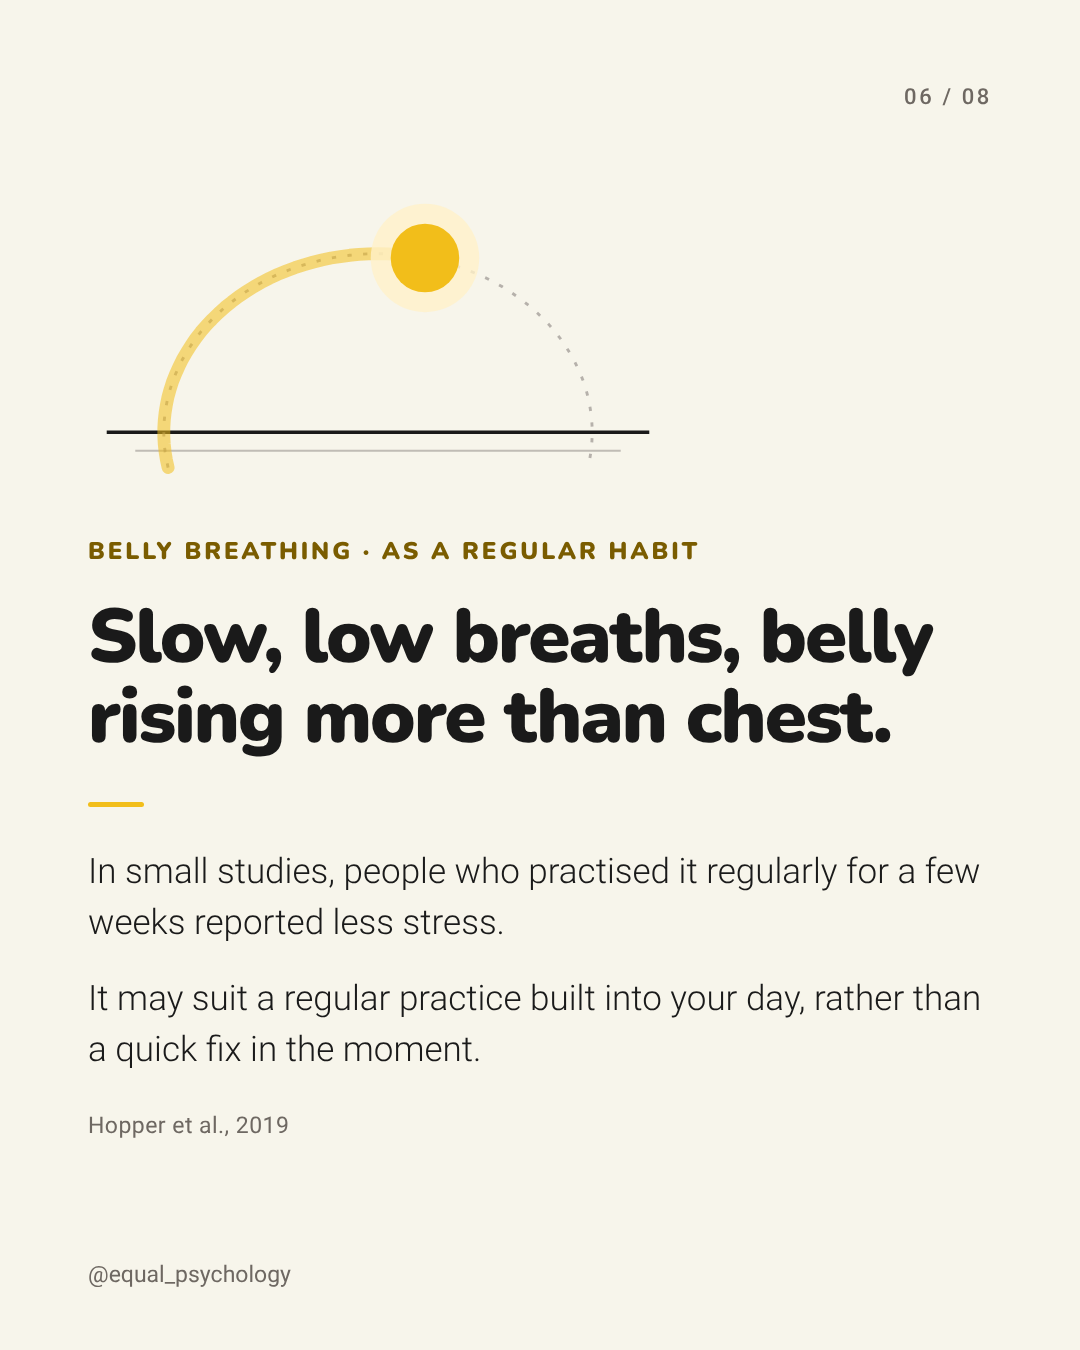 06 / 08
BELLY BREATHING · AS A REGULAR HABIT
Slow, low breaths, belly
rising more than chest.
In small studies, people who practised it regularly for a few
weeks reported less stress.
It may suit a regular practice built into your day, rather than
a quick fix in the moment.
Hopper et al., 2019
@equal_psychology